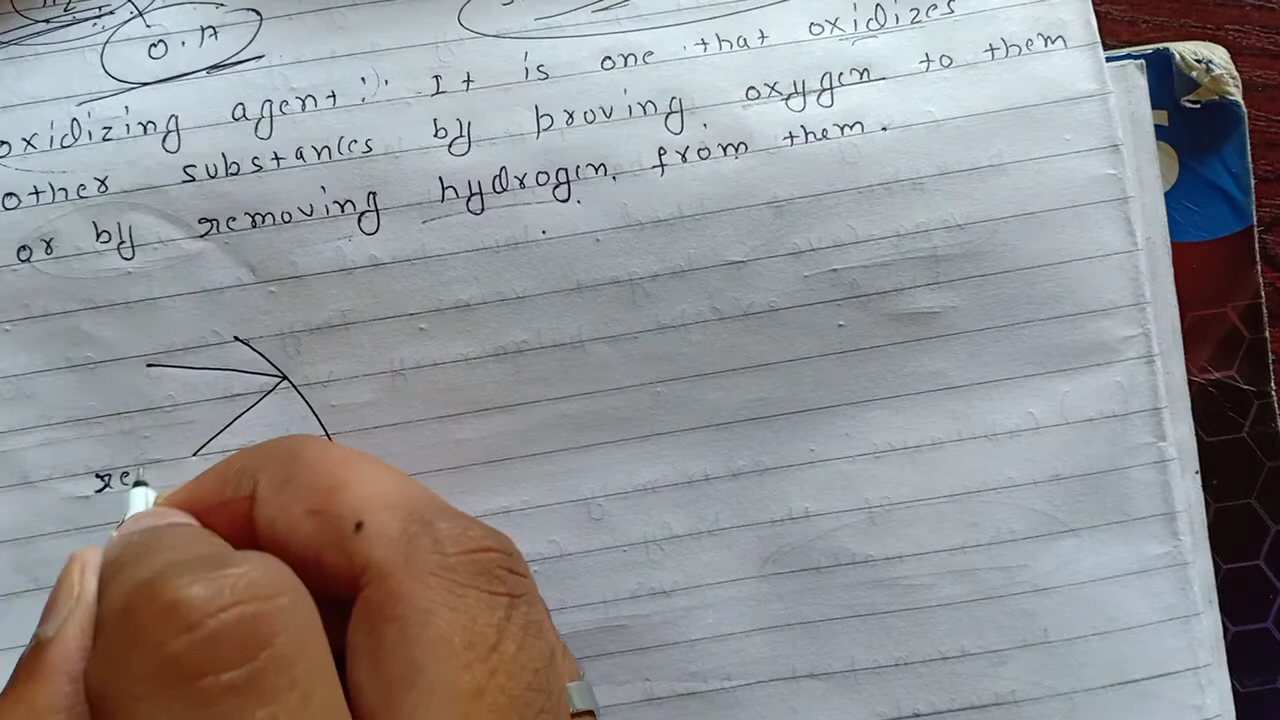 O.A
oxidizing agent :). It is one that oxidizes
other substances by proving oxygen to them
or by removing hydrogen from them.
re